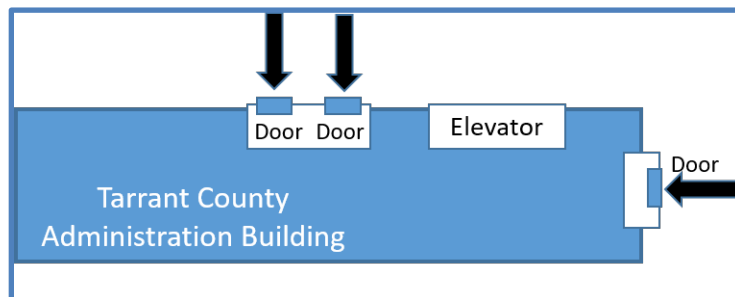 Door Door
Elevator
Door
Tarrant County
Administration Building